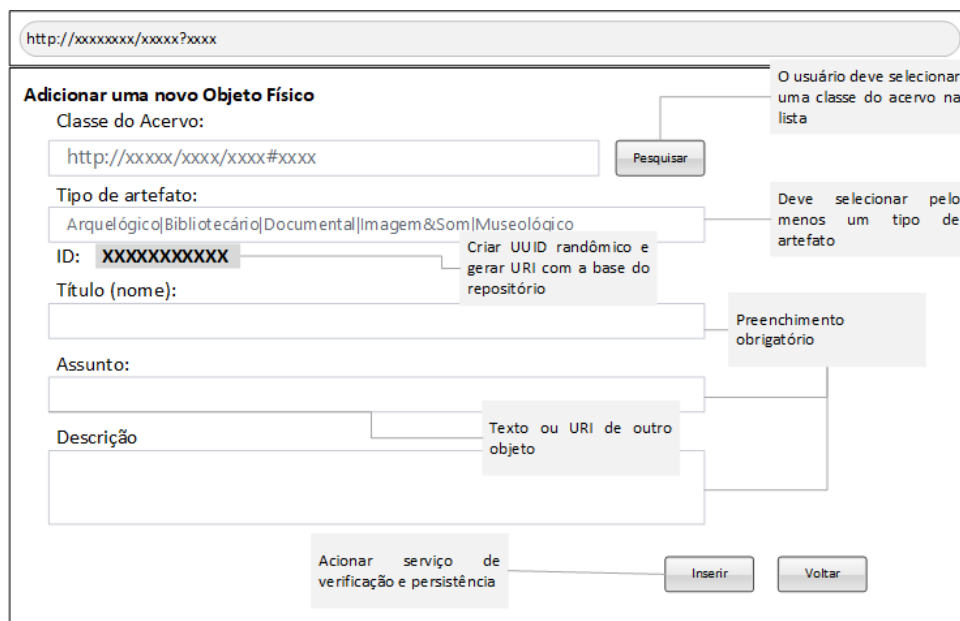 http://xxxxxxxx/xxxxx?xxxx
O usuário deve selecionar
uma classe do acervo na
lista
Adicionar uma novo Objeto Físico
Classe do Acervo:
http://xxxxx/xxxx/xxxx#xxxx
Pesquisar
Tipo de artefato:
Arquelógico|Bibliotecário|Documental|Imagem&Som|Museológico
Deve selecionar pelo
menos um tipo de
artefato
ID: XXXXXXXXXXX
Criar UUID randômico e
gerar URI com a base do
repositório
Título (nome):
Preenchimento
obrigatório
Assunto:
Texto ou URI de outro
objeto
Descrição
Acionar serviço de
verificação e persistência
Inserir
Voltar